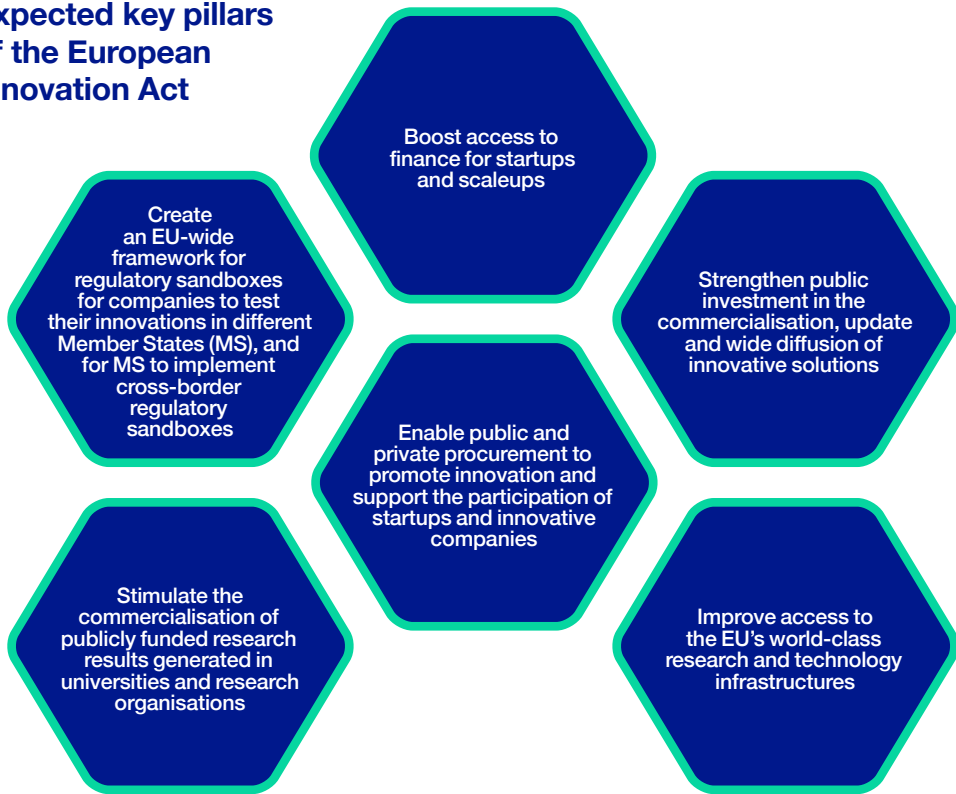 xpected key pillars
f the European
novation Act
Boost access to
finance for startups
and scaleups
Create
an EU-wide
framework for
regulatory sandboxes
for companies to test
their innovations in different
Member States (MS), and
for MS to implement
cross-border
regulatory
sandboxes
Strengthen public
investment in the
commercialisation, update
and wide diffusion of
innovative solutions
Enable public and
private procurement to
promote innovation and
support the participation of
startups and innovative
companies
Stimulate the
commercialisation of
publicly funded research
results generated in
universities and research
organisations
Improve access to
the EU’s world-class
research and technology
infrastructures